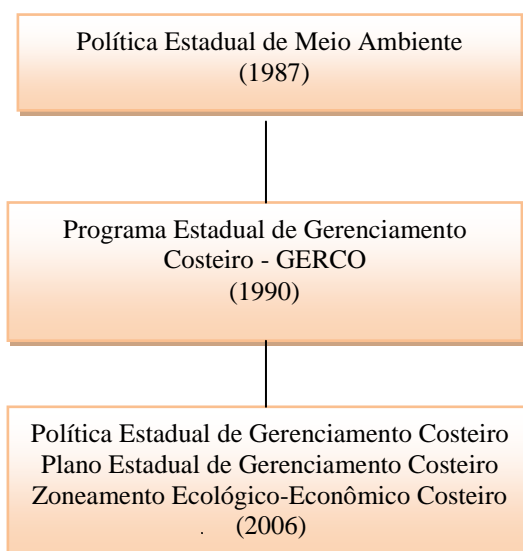 Política Estadual de Meio Ambiente
(1987)
Programa Estadual de Gerenciamento
Costeiro - GERCO
(1990)
Política Estadual de Gerenciamento Costeiro
Plano Estadual de Gerenciamento Costeiro
Zoneamento Ecológico-Econômico Costeiro
. (2006)